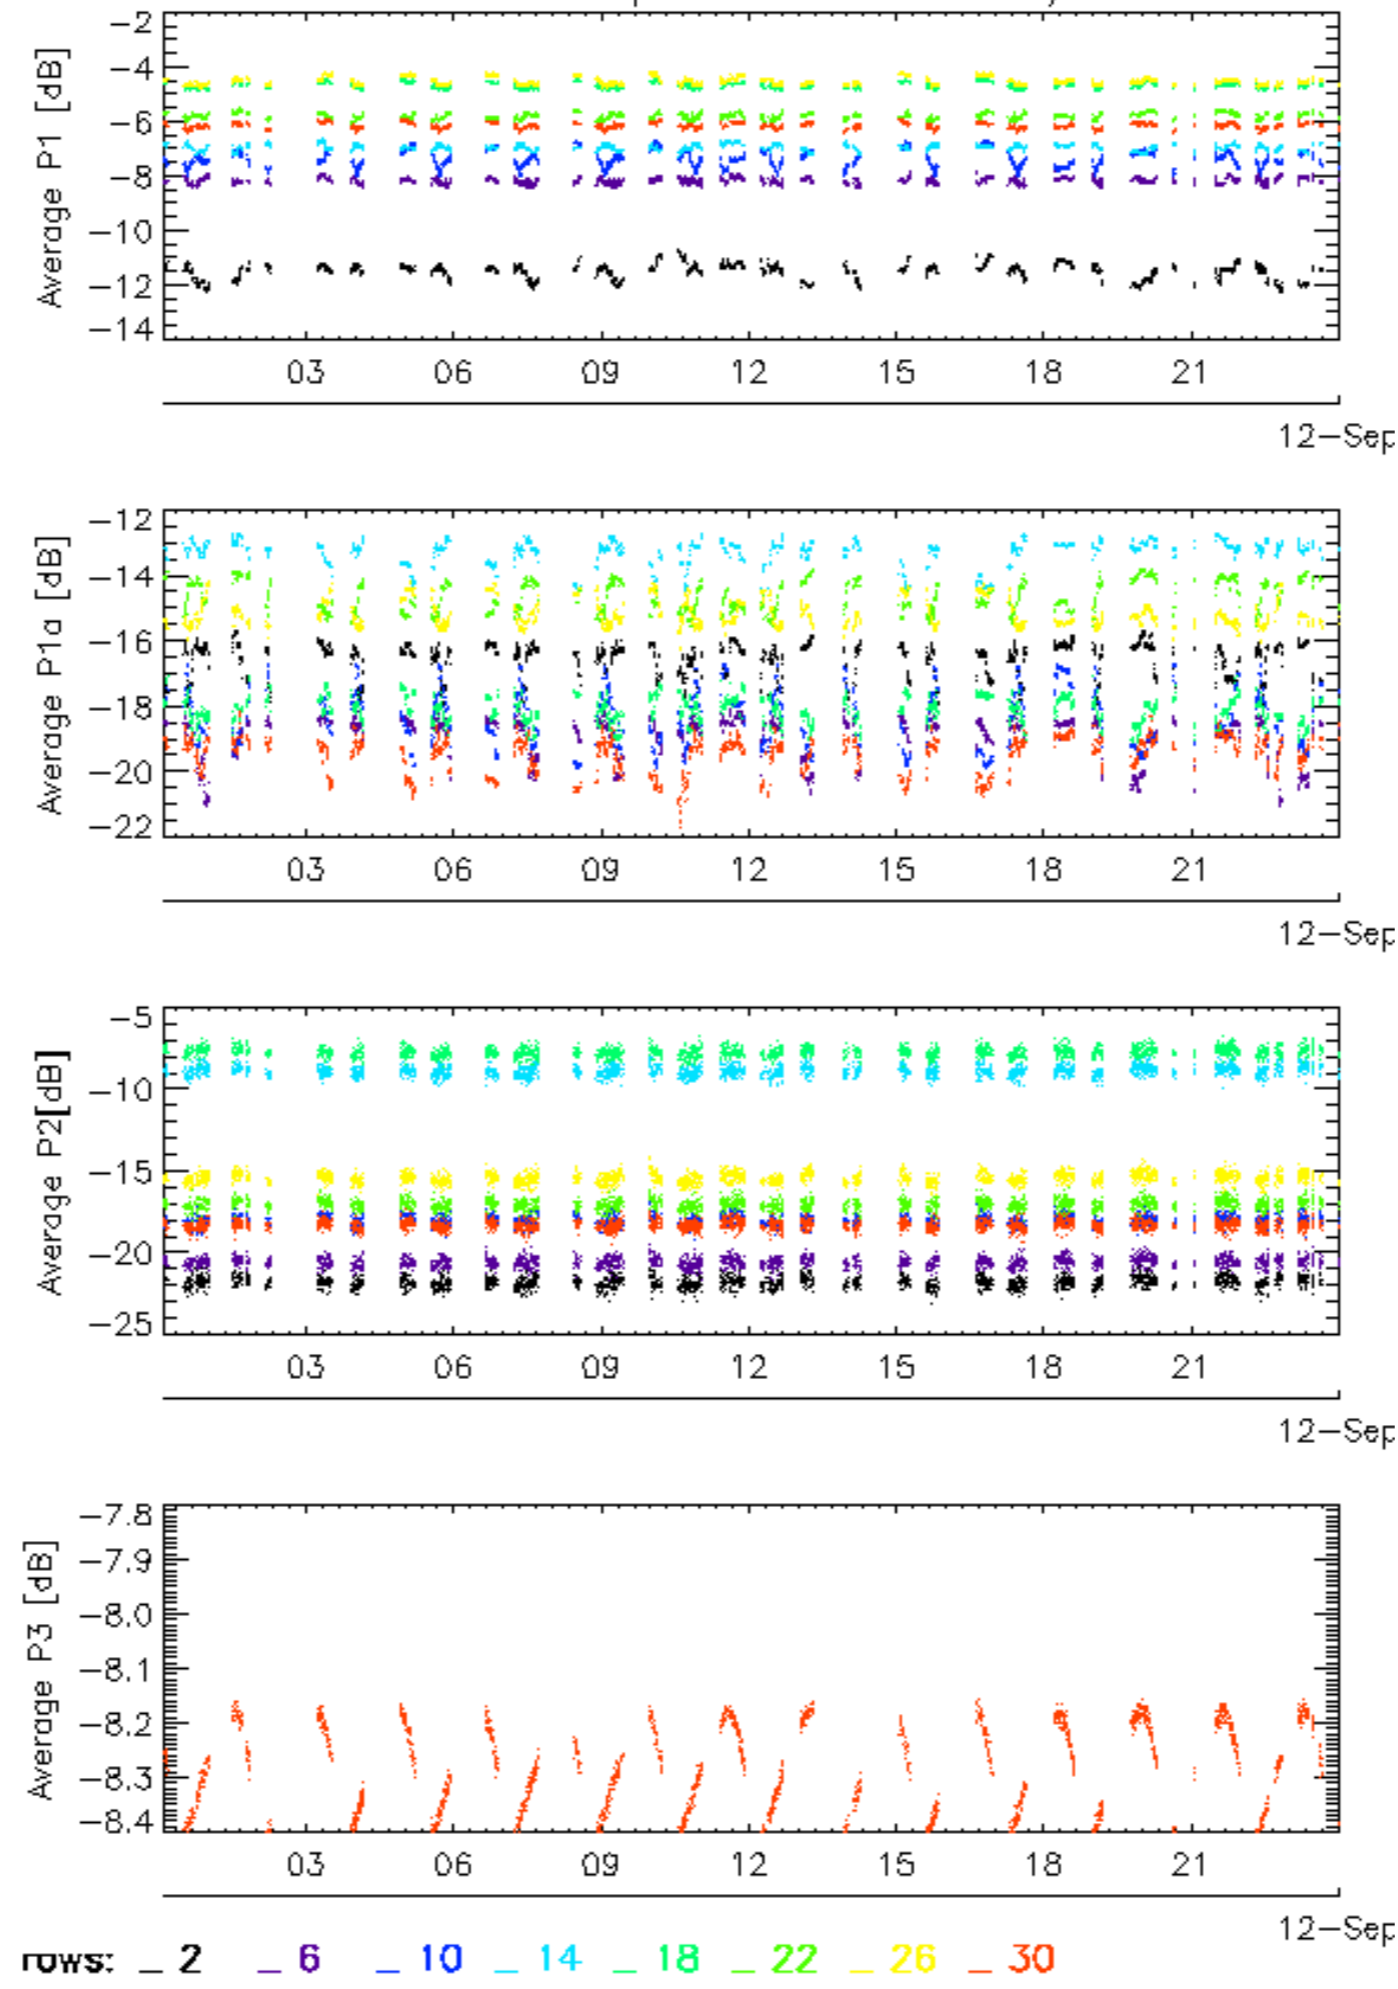 Average P1 [dB]
-2
-4
-6
-8
-10
-12
-14
03 06 09 12 15 18 21
12-Sep
Average P1a [dB]
-12
-14
-16
-18
-20
-22
03 06 09 12 15 18 21
12-Sep
Average P2[dB]
-5
-10
-15
-20
-25
03 06 09 12 15 18 21
12-Sep
Average P3 [dB]
-7.8
-7.9
-8.0
-8.1
-8.2
-8.3
-8.4
03 06 09 12 15 18 21
12-Sep
rows: _ 2 _ 6 _ 10 _ 14 _ 18 _ 22 _ 26 _ 30